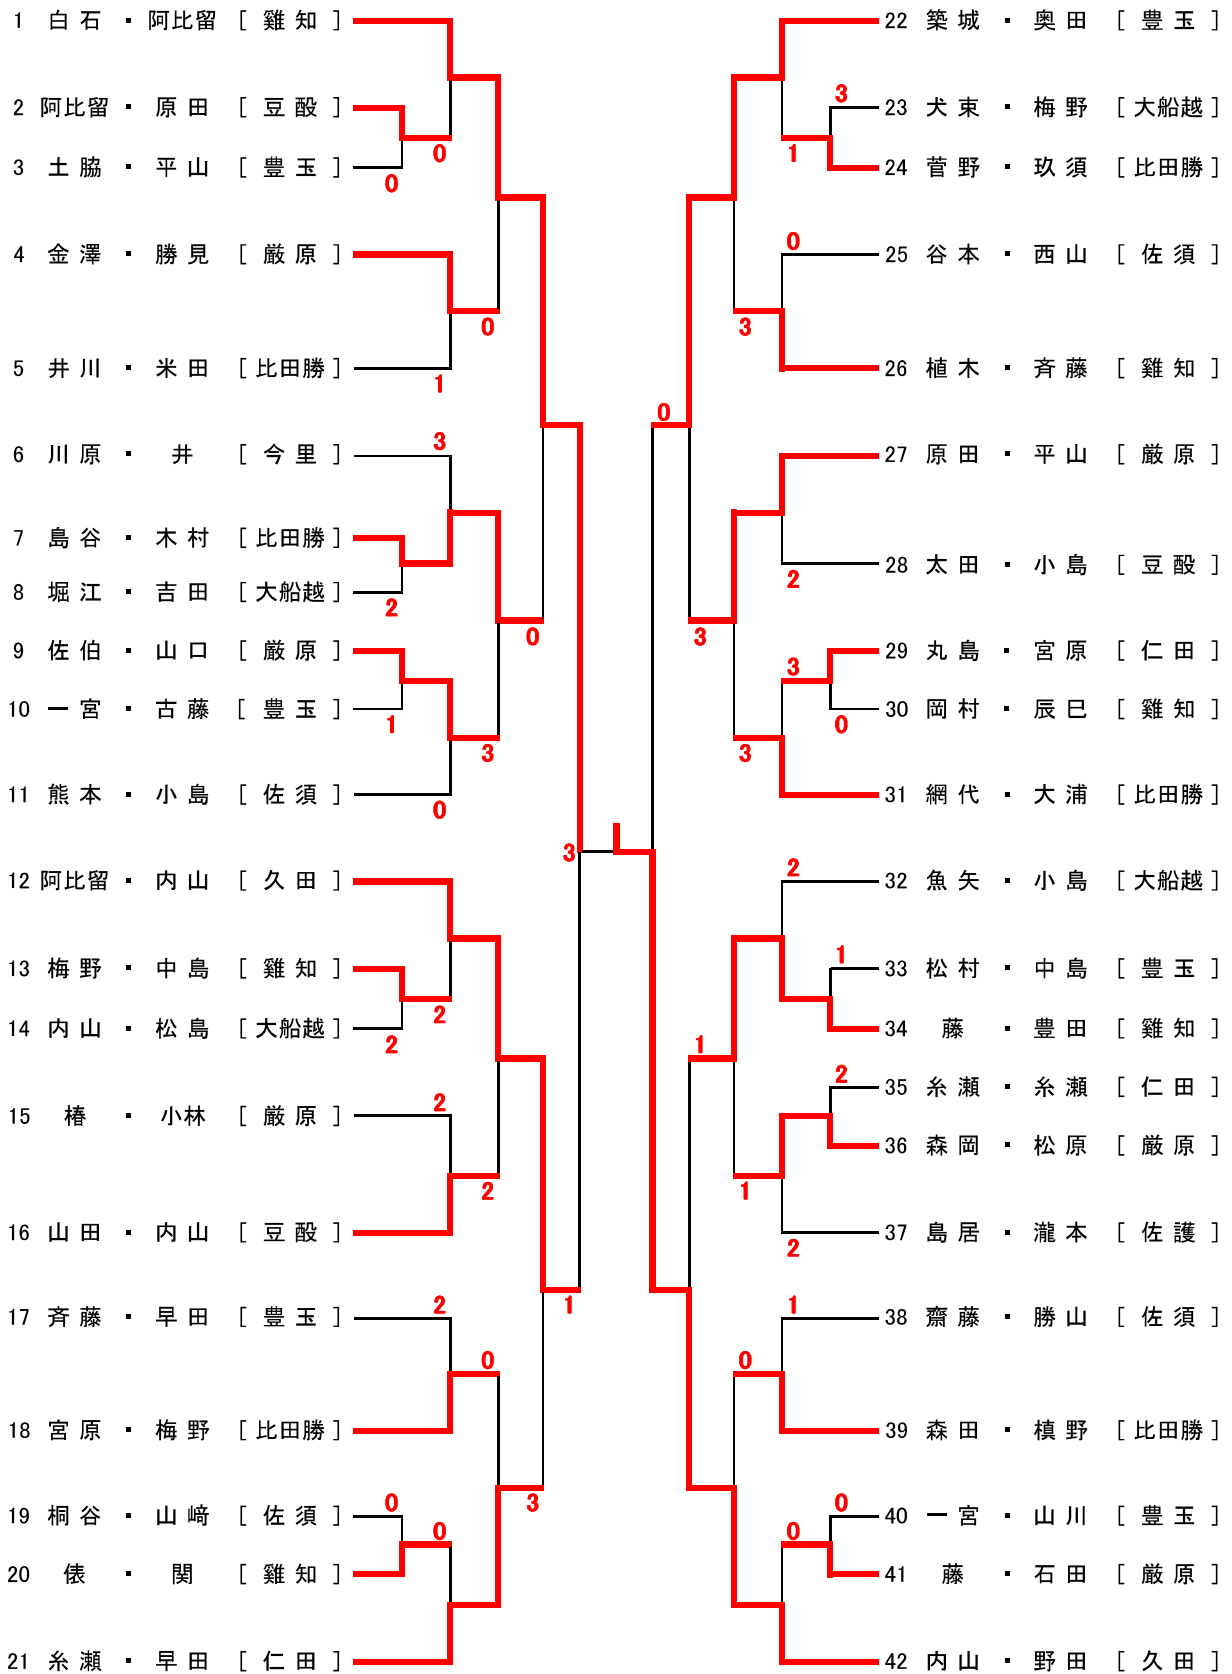 1 白石 ・ 阿比留 [ 雞知 ]
2 阿比留 ・ 原田 [ 豆酘 ]
0
3 土脇 ・ 平山 [ 豊玉 ]
0
4 金澤 ・ 勝見 [ 厳原 ]
0
5 井川 ・ 米田 [ 比田勝 ]
1
6 川原 ・ 井 [ 今里 ]
3
7 島谷 ・ 木村 [ 比田勝 ]
8 堀江 ・ 吉田 [ 大船越 ]
2
0
9 佐伯 ・ 山口 [ 厳原 ]
10 一宮 ・ 古藤 [ 豊玉 ]
1
3
11 熊本 ・ 小島 [ 佐須 ]
0
3
12 阿比留 ・ 内山 [ 久田 ]
13 梅野 ・ 中島 [ 雞知 ]
2
14 内山 ・ 松島 [ 大船越 ]
2
15 椿 ・ 小林 [ 厳原 ]
2
2
16 山田 ・ 内山 [ 豆酘 ]
1
17 斉藤 ・ 早田 [ 豊玉 ]
2
0
18 宮原 ・ 梅野 [ 比田勝 ]
3
19 桐谷 ・ 山﨑 [ 佐須 ]
0
0
20 俵 ・ 関 [ 雞知 ]
21 糸瀬 ・ 早田 [ 仁田 ]
22 築城 ・ 奥田 [ 豊玉 ]
3
23 犬束 ・ 梅野 [ 大船越 ]
1
24 菅野 ・ 玖須 [ 比田勝 ]
0
25 谷本 ・ 西山 [ 佐須 ]
3
26 植木 ・ 斉藤 [ 雞知 ]
0
27 原田 ・ 平山 [ 厳原 ]
28 太田 ・ 小島 [ 豆酘 ]
2
3
29 丸島 ・ 宮原 [ 仁田 ]
3
30 岡村 ・ 辰巳 [ 雞知 ]
0
3
31 網代 ・ 大浦 [ 比田勝 ]
2
32 魚矢 ・ 小島 [ 大船越 ]
1
33 松村 ・ 中島 [ 豊玉 ]
34 藤 ・ 豊田 [ 雞知 ]
1
2
35 糸瀬 ・ 糸瀬 [ 仁田 ]
36 森岡 ・ 松原 [ 厳原 ]
1
37 島居 ・ 瀧本 [ 佐護 ]
2
1
38 齋藤 ・ 勝山 [ 佐須 ]
0
39 森田 ・ 槙野 [ 比田勝 ]
0
40 一宮 ・ 山川 [ 豊玉 ]
0
41 藤 ・ 石田 [ 厳原 ]
42 内山 ・ 野田 [ 久田 ]